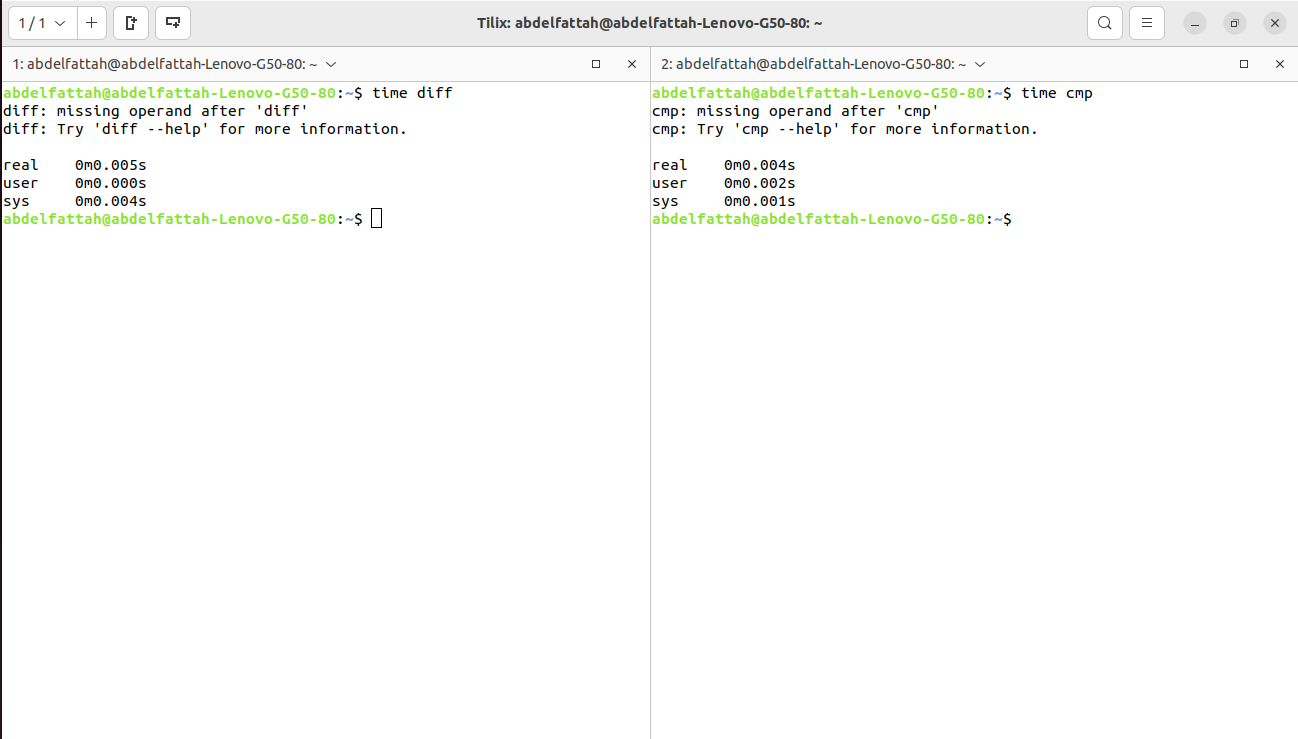 1 / 1
Tilix: abdelfattah@abdelfattah-Lenovo-G50-80: ~
1: abdelfattah@abdelfattah-Lenovo-G50-80: ~
abdelfattah@abdelfattah-Lenovo-G50-80:~$ time diff
diff: missing operand after 'diff'
diff: Try 'diff --help' for more information.
real    0m0.005s
user    0m0.000s
sys     0m0.004s
abdelfattah@abdelfattah-Lenovo-G50-80:~$
2: abdelfattah@abdelfattah-Lenovo-G50-80: ~
abdelfattah@abdelfattah-Lenovo-G50-80:~$ time cmp
cmp: missing operand after 'cmp'
cmp: Try 'cmp --help' for more information.
real    0m0.004s
user    0m0.002s
sys     0m0.001s
abdelfattah@abdelfattah-Lenovo-G50-80:~$